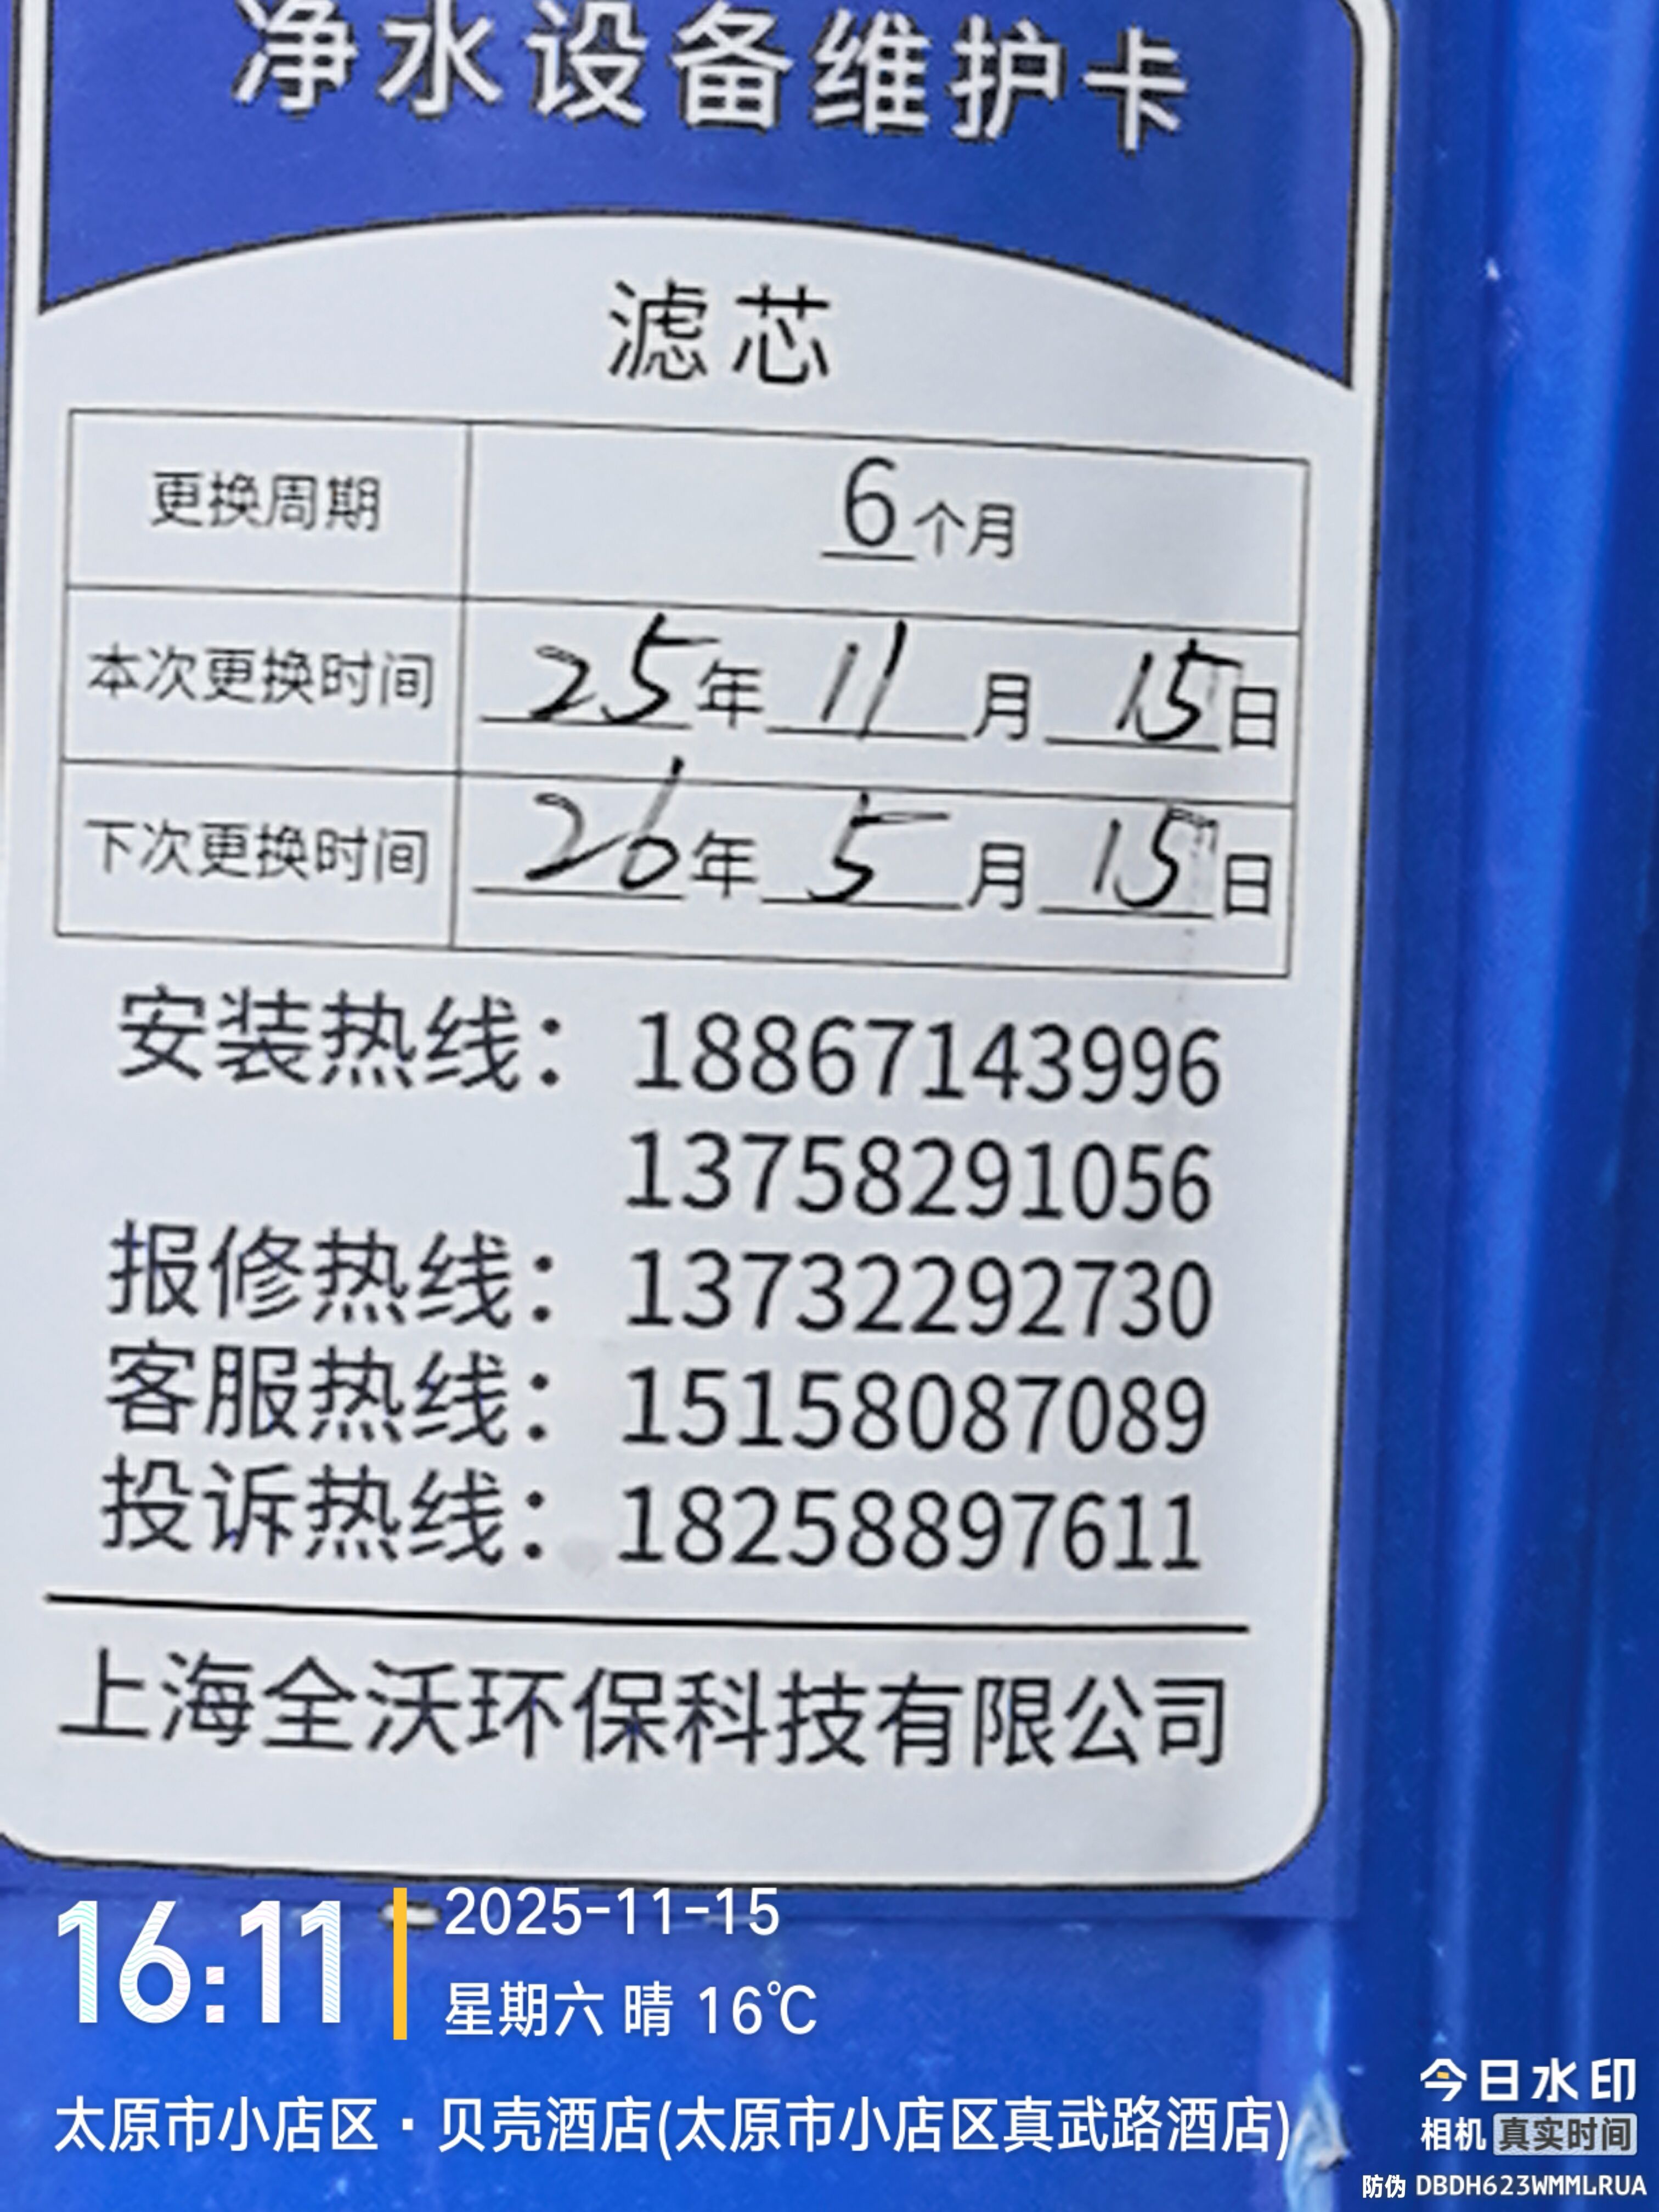 净水设备维护卡
滤芯
更换周期 6个月
本次更换时间 25年11月15日
下次更换时间 26年5月15日
安装热线：18867143996
13758291056
报修热线：13732292730
客服热线：15158087089
投诉热线：18258897611
上海全沃环保科技有限公司
16:11
2025-11-15
星期六 晴 16℃
太原市小店区·贝壳酒店(太原市小店区真武路酒店)
今日水印
相机 真实时间
防伪 DBDH623WMMLRUA